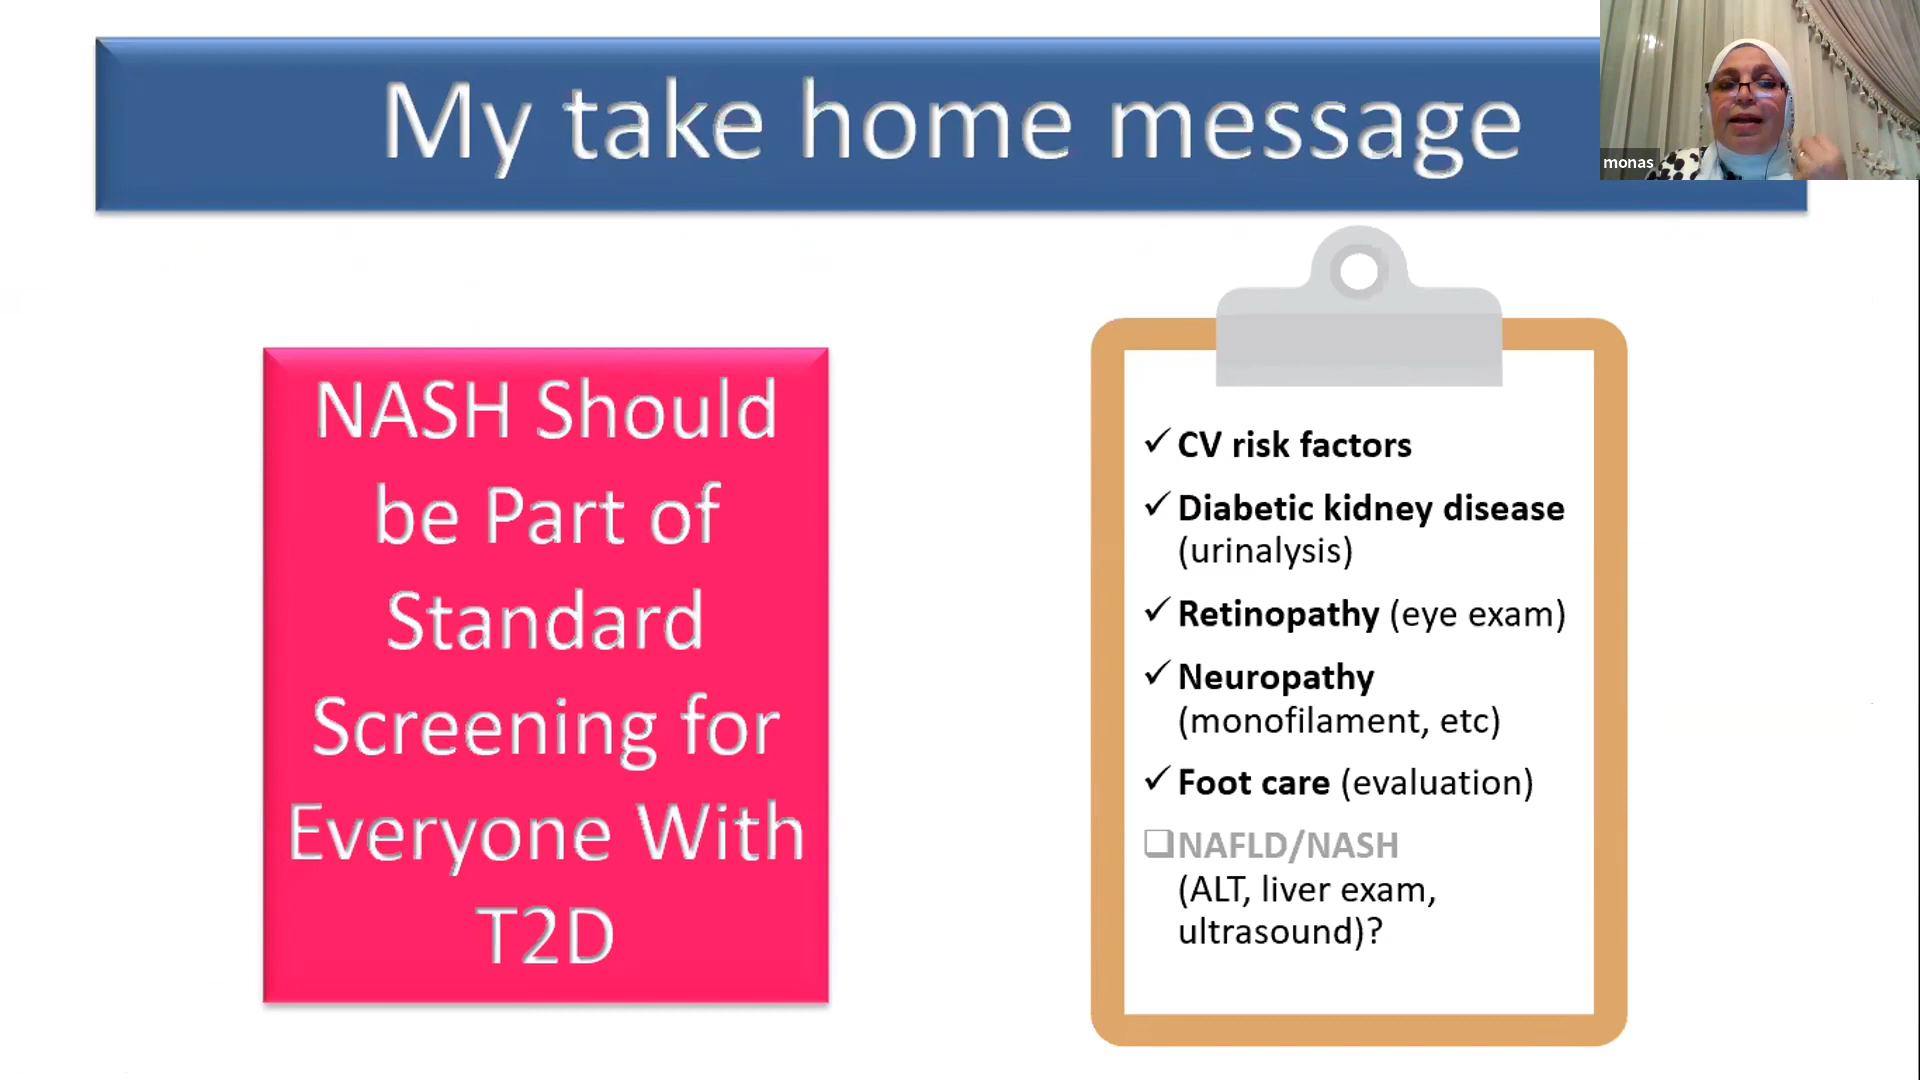 My take home message
monas
NASH Should
be Part of
Standard
Screening for
Everyone With
T2D
✓ CV risk factors
✓ Diabetic kidney disease
(urinalysis)
✓ Retinopathy (eye exam)
✓ Neuropathy
(monofilament, etc)
✓ Foot care (evaluation)
❑NAFLD/NASH
(ALT, liver exam,
ultrasound)?